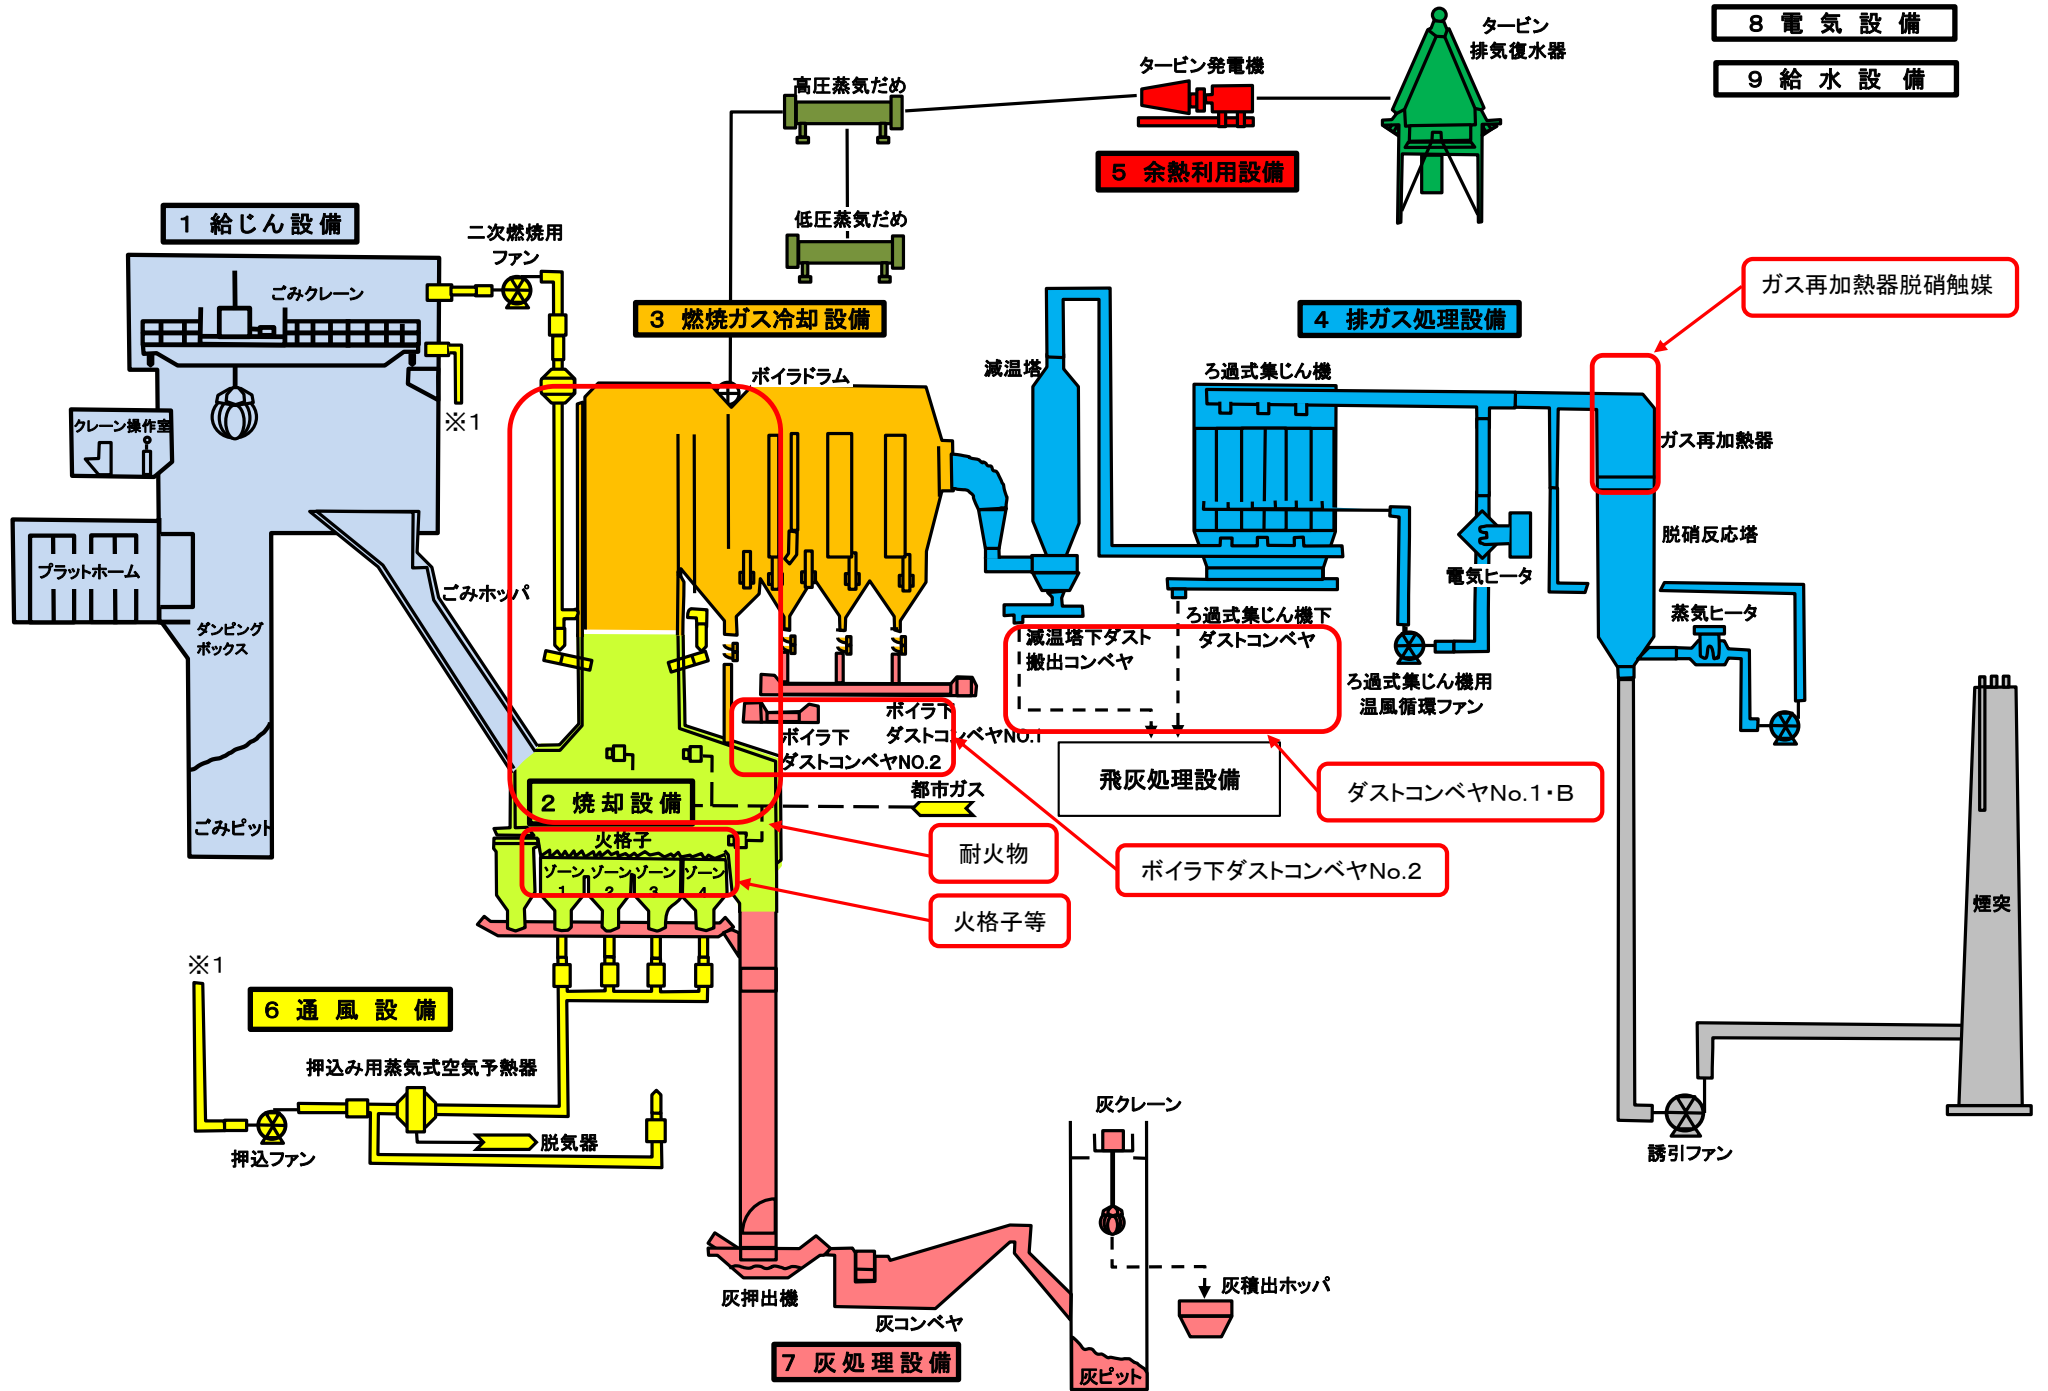 8 電気設備
9 給水設備
タービン
排気復水器
タービン発電機
高圧蒸気だめ
5 余熱利用設備
低圧蒸気だめ
1 給じん設備
二次燃焼用
ファン
ごみクレーン
3 燃焼ガス冷却設備
4 排ガス処理設備
ガス再加熱器脱硝触媒
ボイラドラム
減温塔
ろ過式集じん機
※1
クレーン操作室
ガス再加熱器
脱硝反応塔
プラットホーム
ごみホッパ
電気ヒータ
蒸気ヒータ
ダンピング
ボックス
減温塔下ダスト
搬出コンベヤ
ろ過式集じん機下
ダストコンベヤ
ろ過式集じん機用
温風循環ファン
ボイラ下
ダストコンベヤNO.1
ボイラ下
ダストコンベヤNO.2
飛灰処理設備
ダストコンベヤNo.1・B
都市ガス
2 焼却設備
ごみピット
火格子
耐火物
ボイラ下ダストコンベヤNo.2
ゾーン
1
ゾーン
2
ゾーン
3
ゾーン
4
火格子等
煙突
※1
6 通風設備
押込み用蒸気式空気予熱器
脱気器
押込ファン
灰クレーン
誘引ファン
灰押出機
灰コンベヤ
灰積出ホッパ
7 灰処理設備
灰ピット